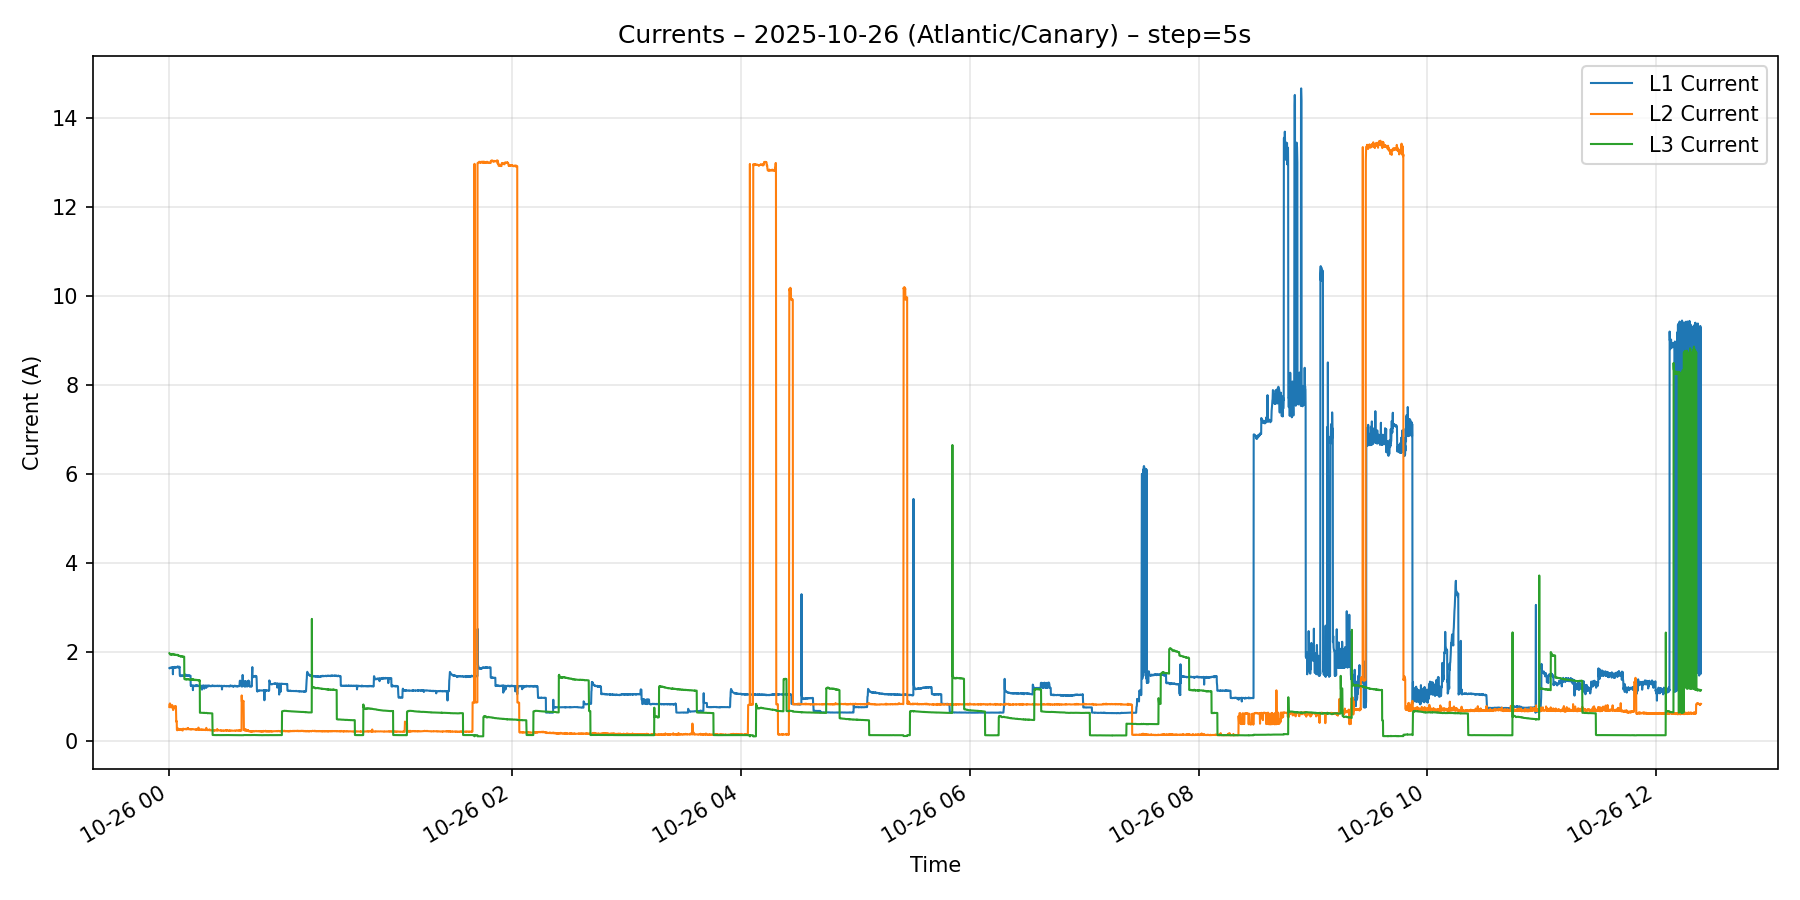 Currents – 2025-10-26 (Atlantic/Canary) – step=5s
L1 Current
L2 Current
L3 Current
Current (A)
14
12
10
8
6
4
2
0
10-26 00
10-26 02
10-26 04
10-26 06
10-26 08
10-26 10
10-26 12
Time